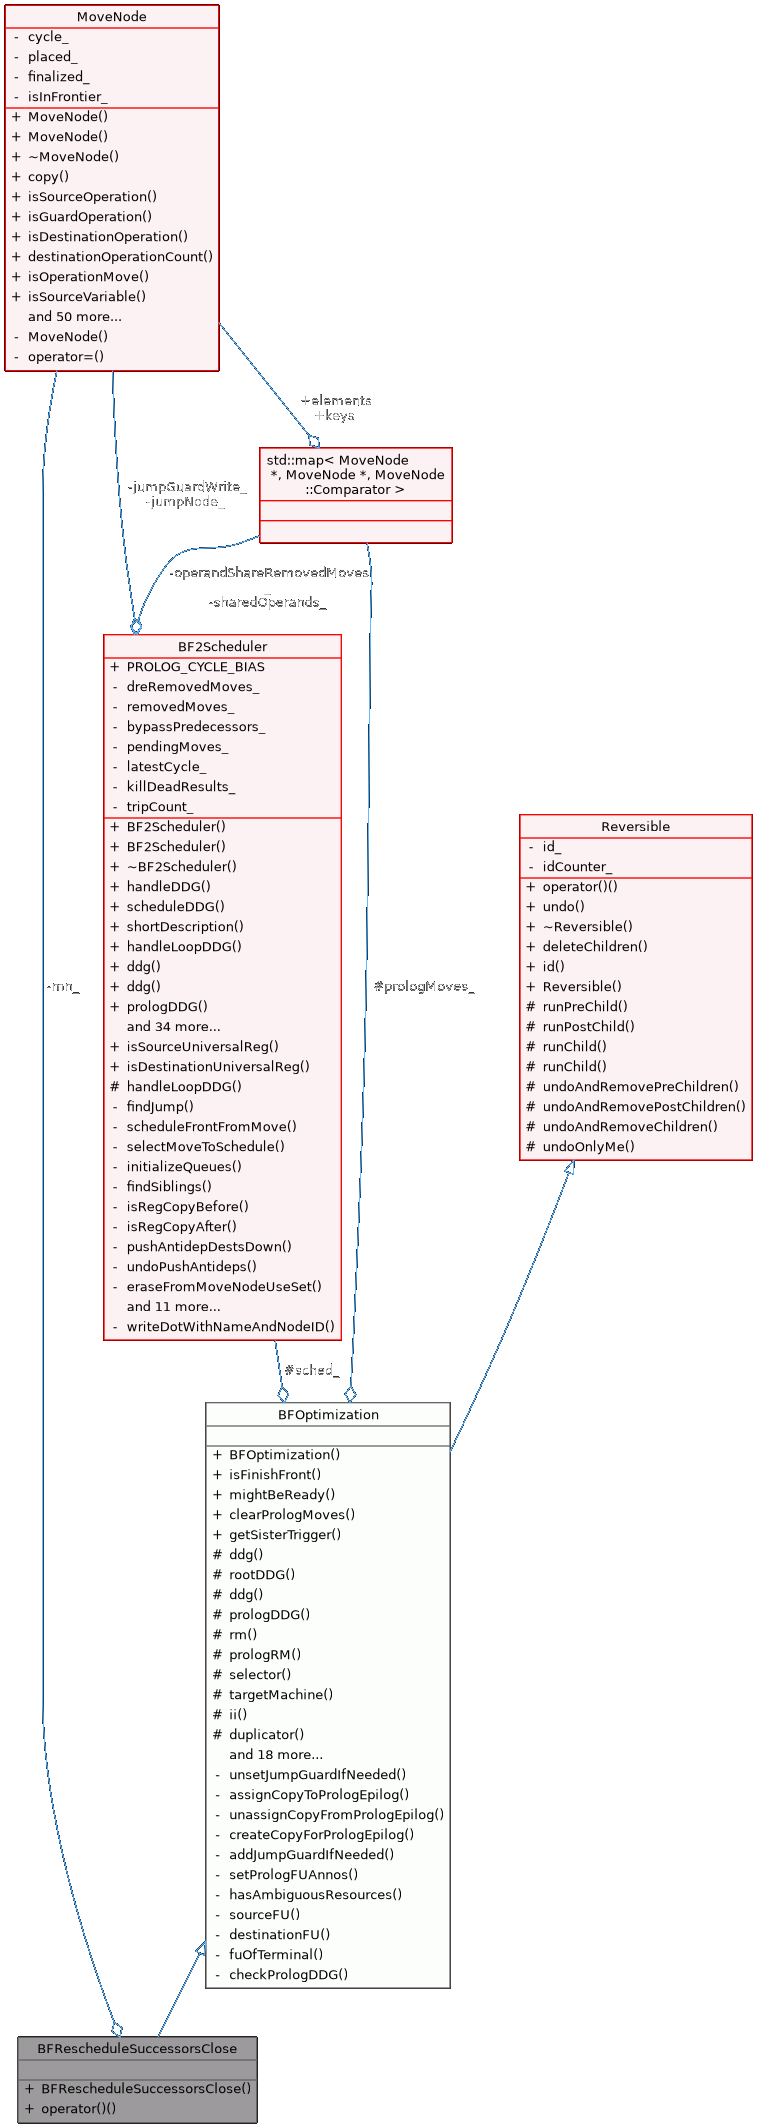 MoveNode
- cycle_
- placed_
- finalized_
- isInFrontier_
+ MoveNode()
+ MoveNode()
+ ~MoveNode()
+ copy()
+ isSourceOperation()
+ isGuardOperation()
+ isDestinationOperation()
+ destinationOperationCount()
+ isOperationMove()
+ isSourceVariable()
and 50 more...
- MoveNode()
- operator=()
+elements
+keys
std::map< MoveNode
*, MoveNode *, MoveNode
::Comparator >
-jumpGuardWrite_
-jumpNode_
-operandShareRemovedMoves
_
-sharedOperands_
BF2Scheduler
+ PROLOG_CYCLE_BIAS
- dreRemovedMoves_
- removedMoves_
- bypassPredecessors_
- pendingMoves_
- latestCycle_
- killDeadResults_
- tripCount_
+ BF2Scheduler()
+ BF2Scheduler()
+ ~BF2Scheduler()
+ handleDDG()
+ scheduleDDG()
+ shortDescription()
+ handleLoopDDG()
+ ddg()
+ ddg()
+ prologDDG()
and 34 more...
+ isSourceUniversalReg()
+ isDestinationUniversalReg()
# handleLoopDDG()
- findJump()
- scheduleFrontFromMove()
- selectMoveToSchedule()
- initializeQueues()
- findSiblings()
- isRegCopyBefore()
- isRegCopyAfter()
- pushAntidepDestsDown()
- undoPushAntideps()
- eraseFromMoveNodeUseSet()
and 11 more...
- writeDotWithNameAndNodeID()
-mn_
#prologMoves_
Reversible
- id_
- idCounter_
+ operator()()
+ undo()
+ ~Reversible()
+ deleteChildren()
+ id()
+ Reversible()
# runPreChild()
# runPostChild()
# runChild()
# runChild()
# undoAndRemovePreChildren()
# undoAndRemovePostChildren()
# undoAndRemoveChildren()
# undoOnlyMe()
#sched_
BFOptimization
+ BFOptimization()
+ isFinishFront()
+ mightBeReady()
+ clearPrologMoves()
+ getSisterTrigger()
# ddg()
# rootDDG()
# ddg()
# prologDDG()
# rm()
# prologRM()
# selector()
# targetMachine()
# ii()
# duplicator()
and 18 more...
- unsetJumpGuardIfNeeded()
- assignCopyToPrologEpilog()
- unassignCopyFromPrologEpilog()
- createCopyForPrologEpilog()
- addJumpGuardIfNeeded()
- setPrologFUAnnos()
- hasAmbiguousResources()
- sourceFU()
- destinationFU()
- fuOfTerminal()
- checkPrologDDG()
BFRescheduleSuccessorsClose
+ BFRescheduleSuccessorsClose()
+ operator()()